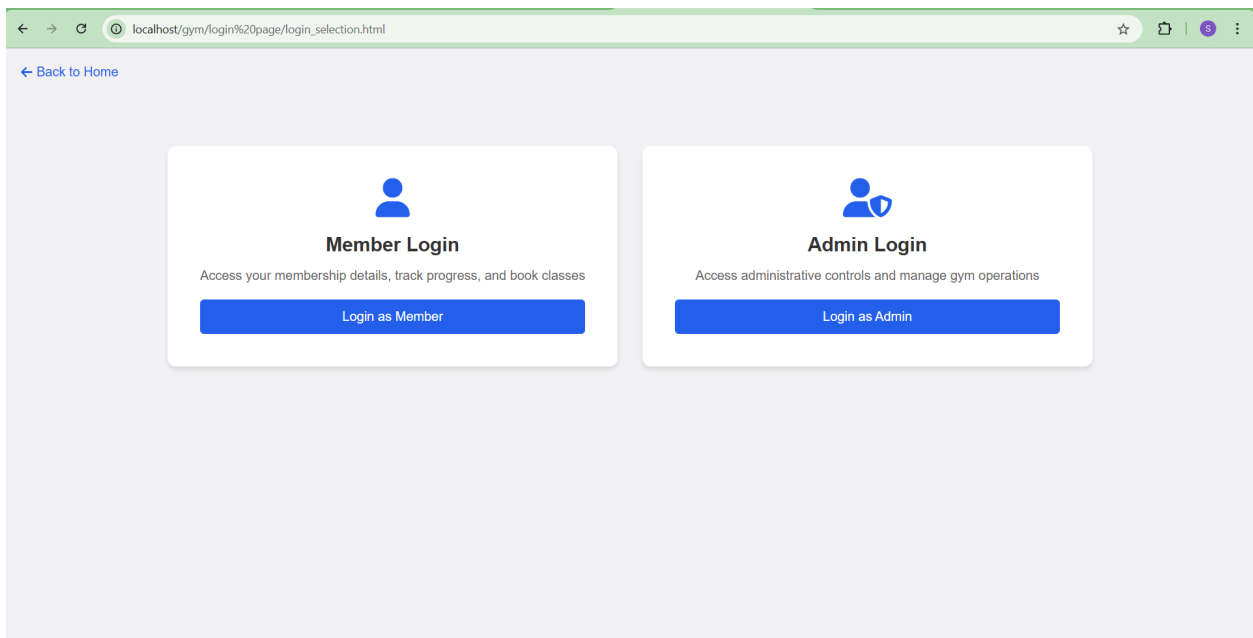 localhost/gym/login%20page/login_selection.html
S
← Back to Home
Member Login
Access your membership details, track progress, and book classes
Login as Member
Admin Login
Access administrative controls and manage gym operations
Login as Admin